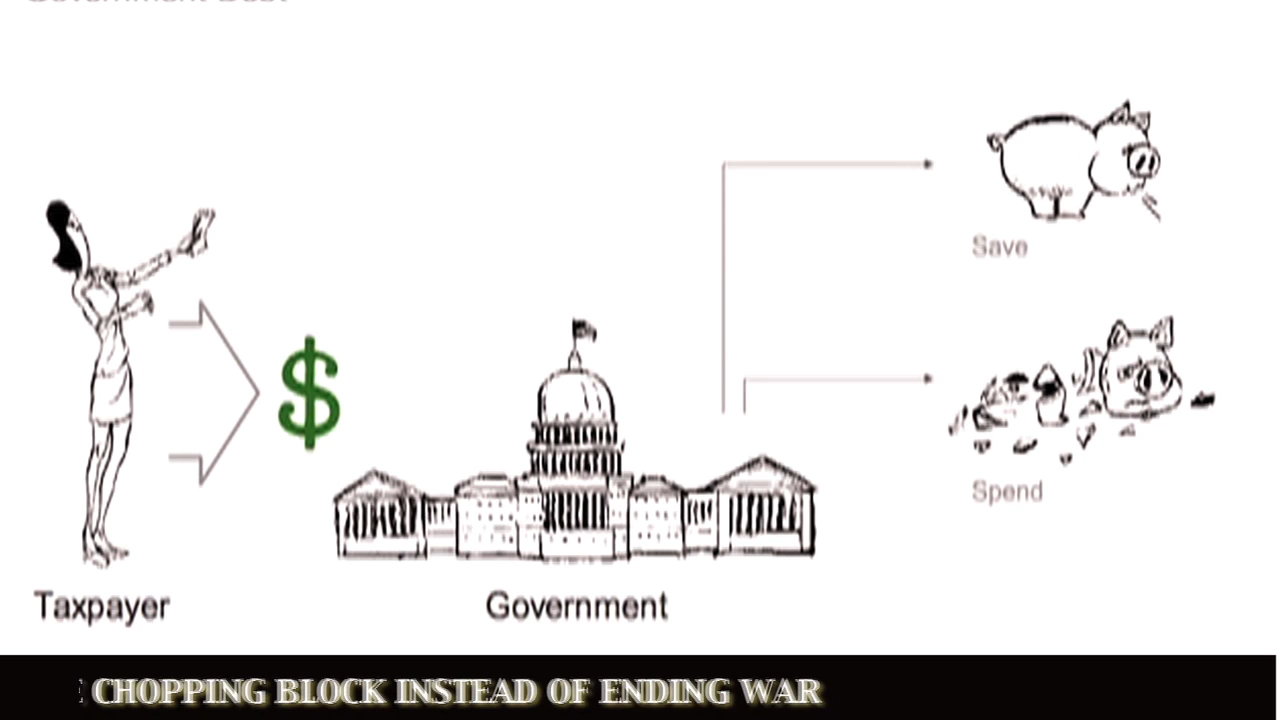 $
Save
Spend
Taxpayer
Government
CHOPPING BLOCK INSTEAD OF ENDING WAR